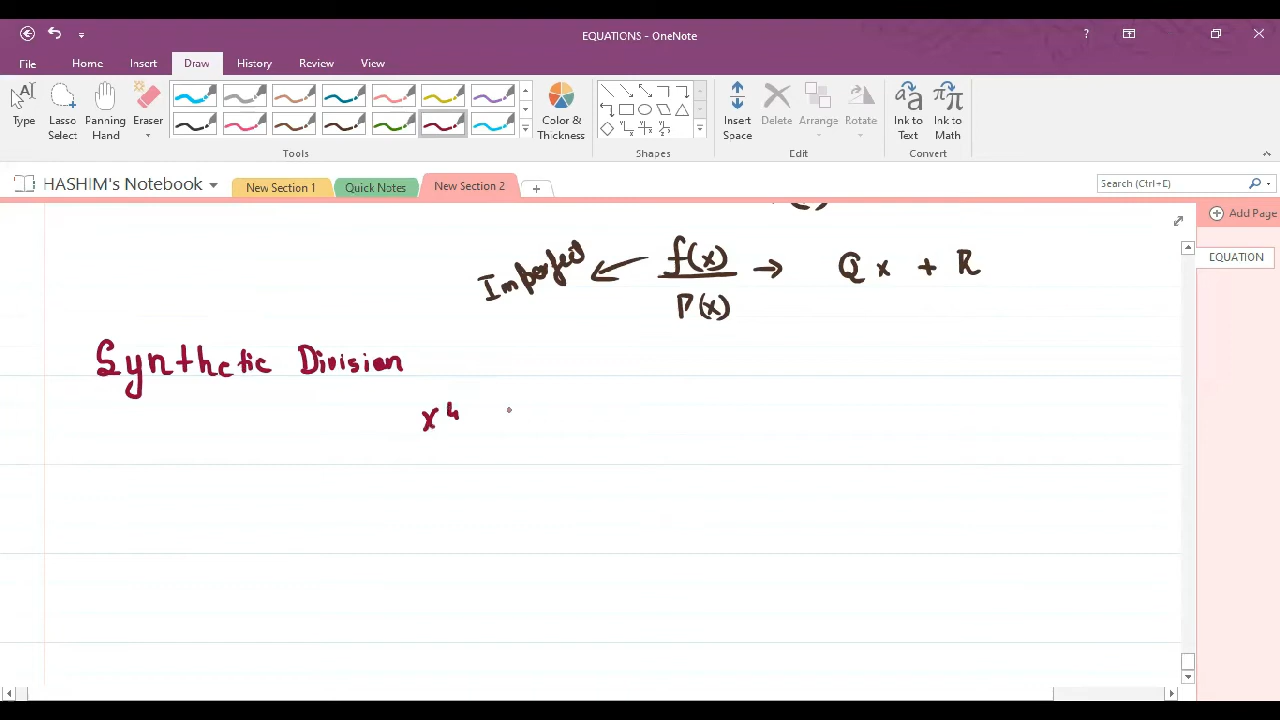 EQUATIONS - OneNote
?
File Home Insert Draw History Review View
Type
Lasso Select
Panning Hand
Eraser
Color & Thickness
Insert Space
Delete
Arrange
Rotate
Ink to Text
Ink to Math
Tools
Shapes
Edit
Convert
HASHIM's Notebook
New Section 1
Quick Notes
New Section 2
Search (Ctrl+E)
Add Page
EQUATION
Imperfect ← f(x)/P(x) → Q x + R
Synthetic Division
x⁴